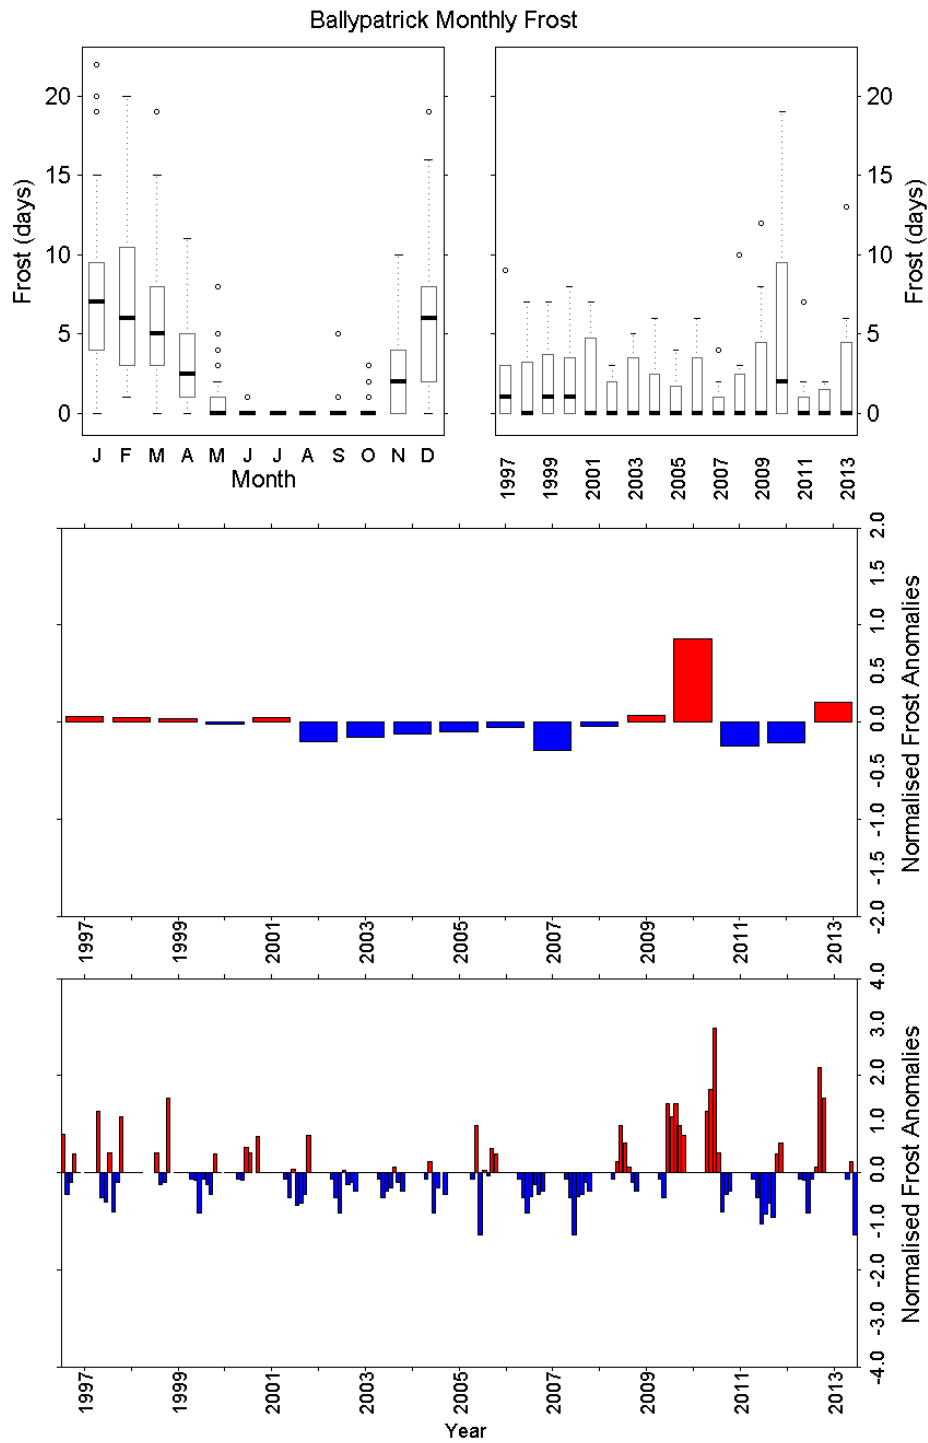 Ballypatrick Monthly Frost
Frost (days)
20
15
10
5
0
J F M A M J J A S O N D
Month
20
15
10
5
0
Frost (days)
1997 1999 2001 2003 2005 2007 2009 2011 2013
2.0
1.5
1.0
0.5
0.0
-0.5
-1.0
-1.5
-2.0
Normalised Frost Anomalies
1997 1999 2001 2003 2005 2007 2009 2011 2013
4.0
3.0
2.0
1.0
0.0
-1.0
-2.0
-3.0
-4.0
Normalised Frost Anomalies
1997 1999 2001 2003 2005 2007 2009 2011 2013
Year